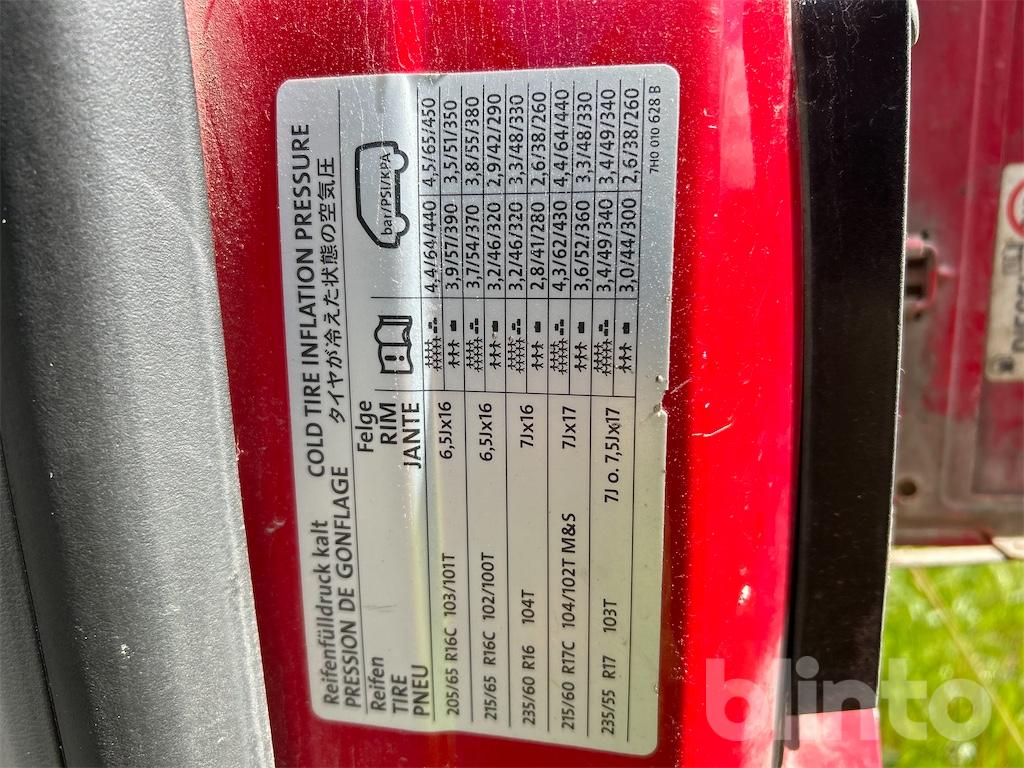 Reifenfülldruck kalt COLD TIRE INFLATION PRESSURE
PRESSION DE GONFLAGE タイヤが冷えた状態の空気圧
Reifen Felge
TIRE RIM bar/PSI/KPA
PNEU JANTE
205/65 R16C 103/101T 6,5Jx16 4,4/64/440 4,5/65/450
3,9/57/390 3,5/51/350
215/65 R16C 102/100T 6,5Jx16 3,7/54/370 3,8/55/380
3,2/46/320 2,9/42/290
235/60 R16 104T 7Jx16 3,2/46/320 3,3/48/330
2,8/41/280 2,6/38/260
215/60 R17C 104/102T M&S 7Jx17 4,3/62/430 4,4/64/440
3,6/52/360 3,3/48/330
235/55 R17 103T 7J o. 7,5Jx17 3,4/49/340 3,4/49/340
3,0/44/300 2,6/38/260
7H0 010 628 B
blinto